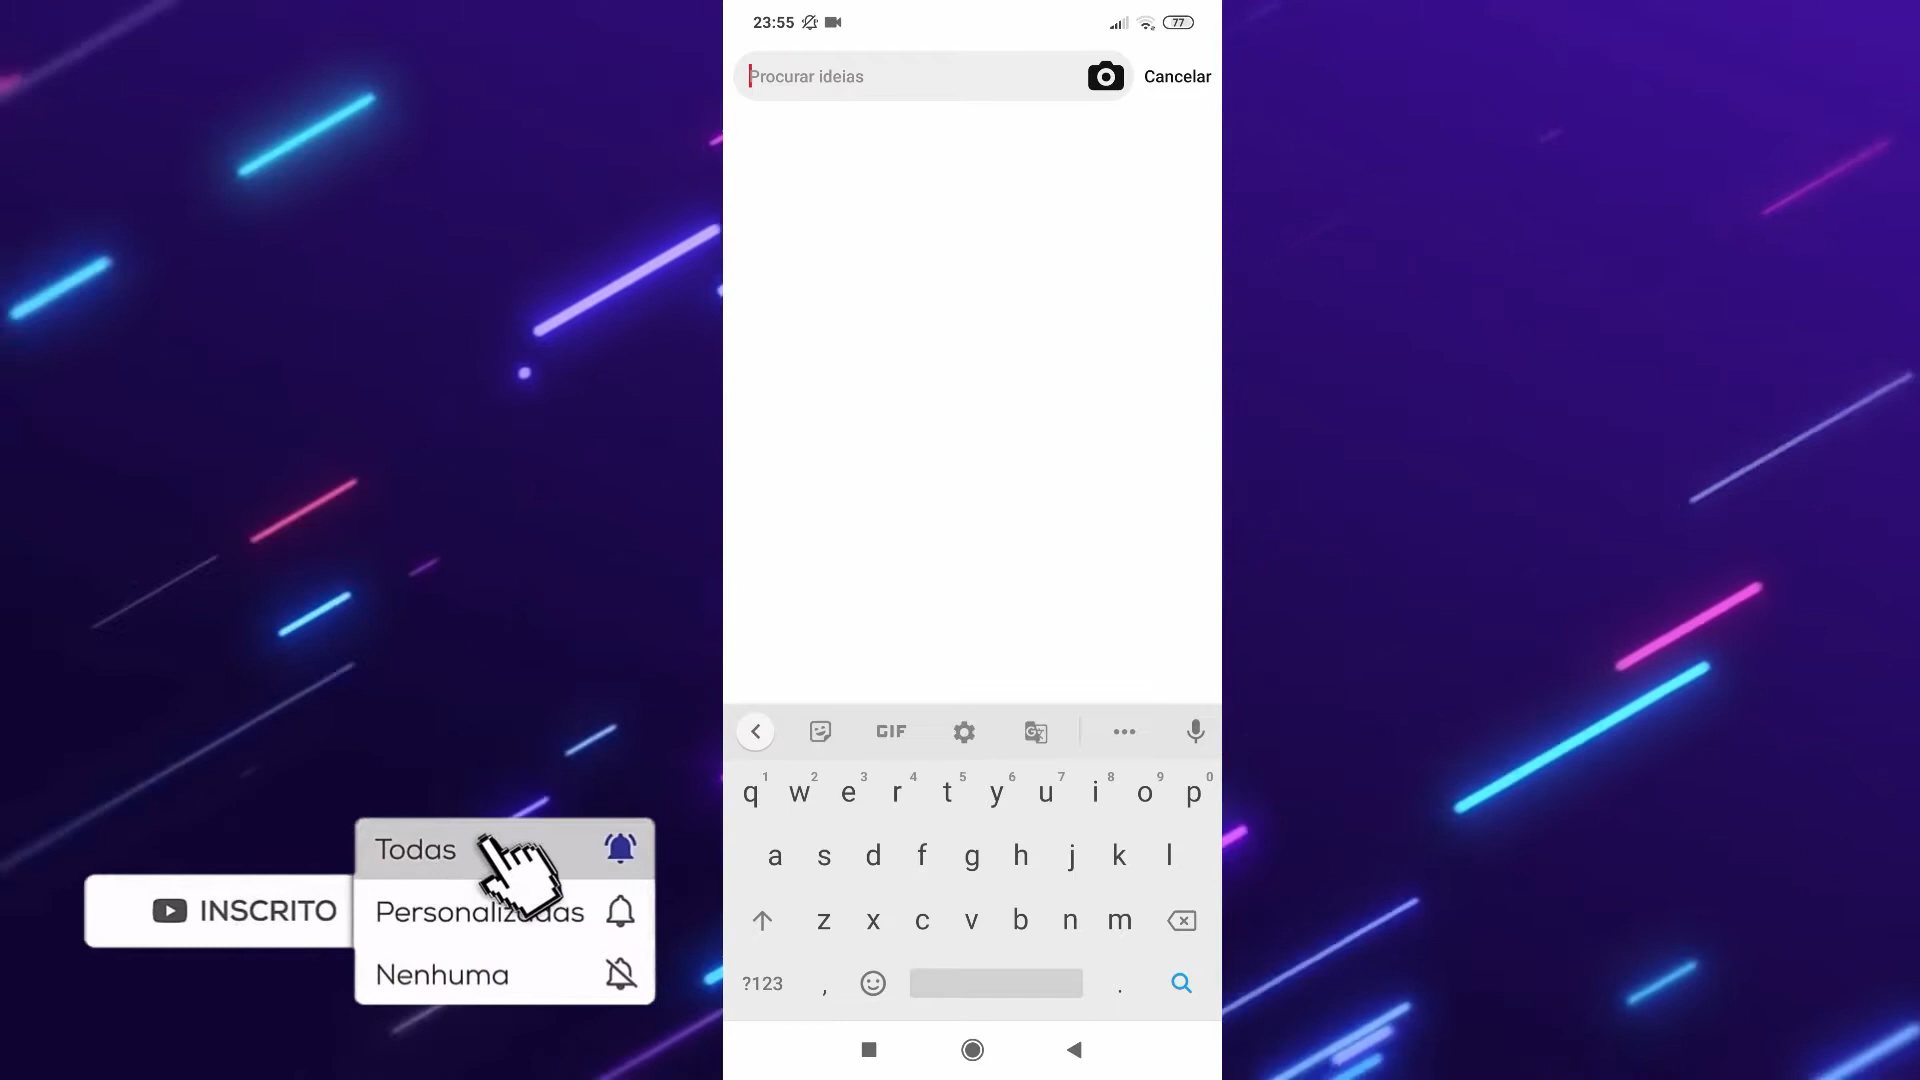 23:55
77
Procurar ideias
Cancelar
GIF
1 2 3 4 5 6 7 8 9 0
q w e r t y u i o p
a s d f g h j k l
z x c v b n m
?123 , .
Todas
INSCRITO
Personalizadas
Nenhuma